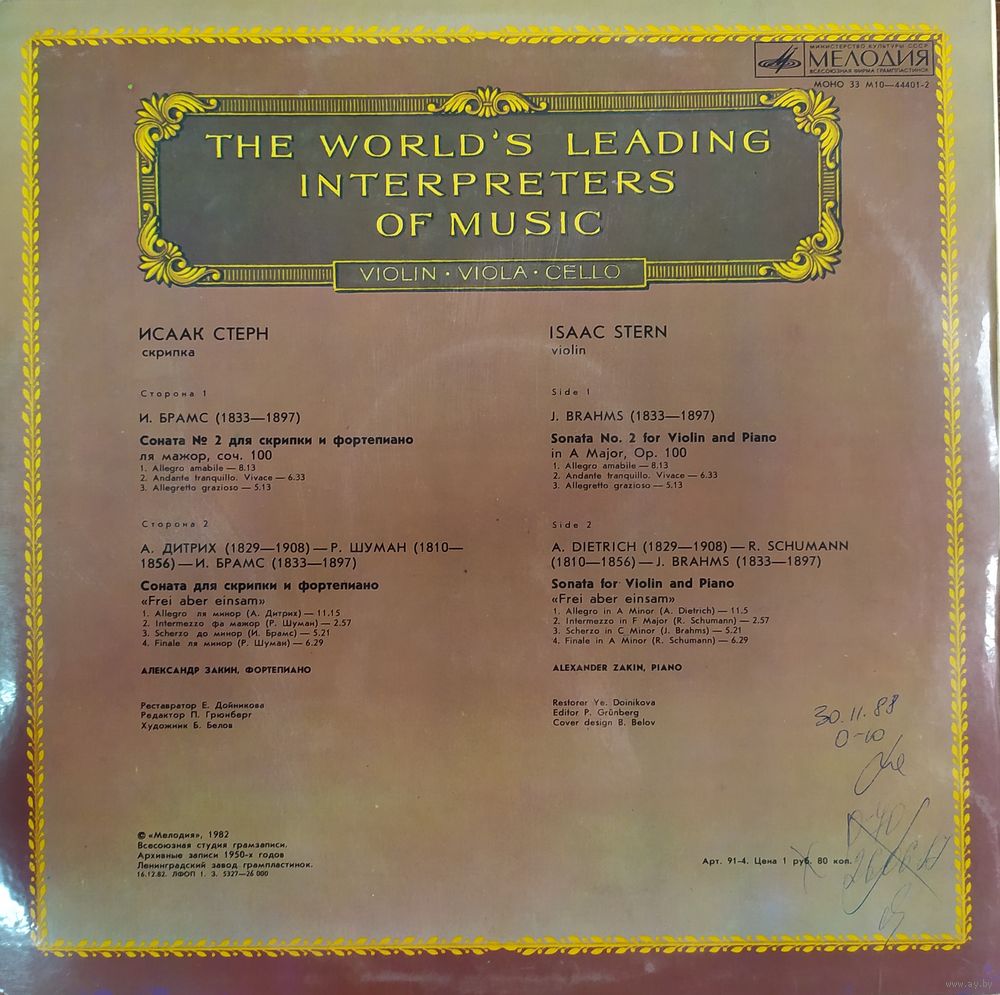 МИНИСТЕРСТВО КУЛЬТУРЫ СССР
МЕЛОДИЯ
ВСЕСОЮЗНАЯ ФИРМА ГРАМПЛАСТИНОК
МОНО 33 М10—44401-2
THE WORLD'S LEADING
INTERPRETERS
OF MUSIC
VIOLIN · VIOLA · CELLO
ИСААК СТЕРН
скрипка
Сторона 1
И. БРАМС (1833—1897)
Соната № 2 для скрипки и фортепиано
ля мажор, соч. 100
1. Allegro amabile — 8.13
2. Andante tranquillo. Vivace — 6.33
3. Allegretto grazioso — 5.13
Сторона 2
А. ДИТРИХ (1829—1908) — Р. ШУМАН (1810—
1856) — И. БРАМС (1833—1897)
Соната для скрипки и фортепиано
«Frei aber einsam»
1. Allegro ля минор (А. Дитрих) — 11.15
2. Intermezzo фа мажор (Р. Шуман) — 2.57
3. Scherzo до минор (И. Брамс) — 5.21
4. Finale ля минор (Р. Шуман) — 6.29
АЛЕКСАНДР ЗАКИН, ФОРТЕПИАНО
Реставратор Е. Дойникова
Редактор П. Грюнберг
Художник Б. Белов
ISAAC STERN
violin
Side 1
J. BRAHMS (1833—1897)
Sonata No. 2 for Violin and Piano
in A Major, Op. 100
1. Allegro amabile — 8.13
2. Andante tranquillo. Vivace — 6.33
3. Allegretto grazioso — 5.13
Side 2
A. DIETRICH (1829—1908) — R. SCHUMANN
(1810—1856) — J. BRAHMS (1833—1897)
Sonata for Violin and Piano
«Frei aber einsam»
1. Allegro in A Minor (A. Dietrich) — 11.5
2. Intermezzo in F Major (R. Schumann) — 2.57
3. Scherzo in C Minor (J. Brahms) — 5.21
4. Finale in A Minor (R. Schumann) — 6.29
ALEXANDER ZAKIN, PIANO
Restorer Ye. Doinikova
Editor P. Grünberg
Cover design B. Belov
30.11.88
© «Мелодия», 1982
Всесоюзная студия грамзаписи.
Архивные записи 1950-х годов
Ленинградский завод грампластинок.
16.12.82. ЛФОП 1. З. 5327—26 000
Арт. 91-4. Цена 1 руб. 80 коп.
www.ay.by